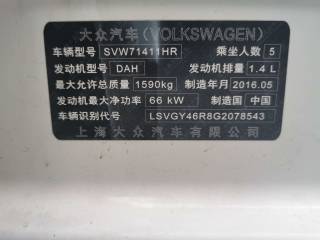 大众汽车(VOLKSWAGEN)
车辆型号 SVW71411HR 乘坐人数 5
发动机型号 DAH 发动机排量 1.4 L
最大允许总质量 1590kg 制造年月 2016.05
发动机最大净功率 66 kW 制造国 中国
车辆识别代号 LSVGY46R8G2078543
上海大众汽车有限公司